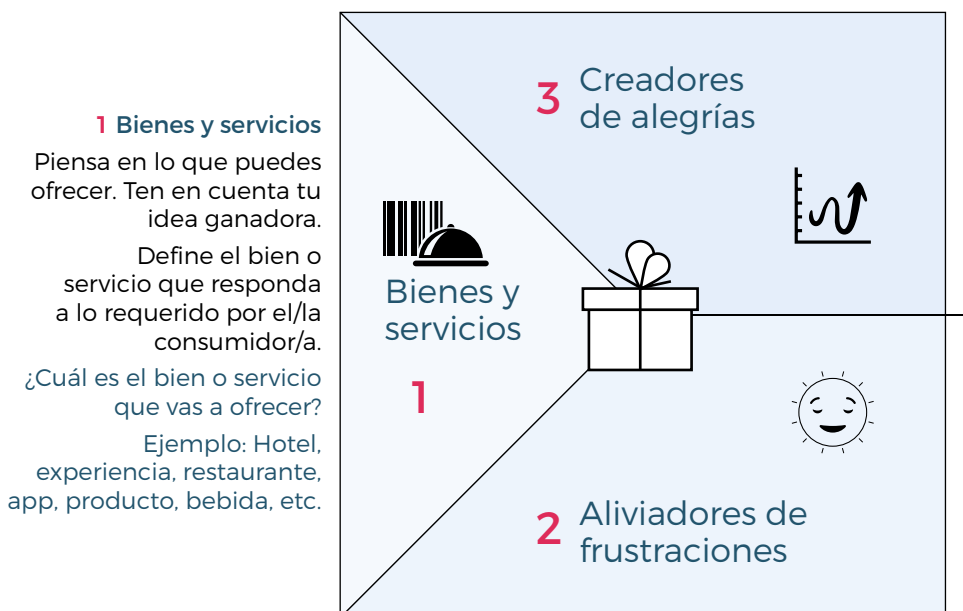 1 Bienes y servicios
Piensa en lo que puedes
ofrecer. Ten en cuenta tu
idea ganadora.
Define el bien o
servicio que responda
a lo requerido por el/la
consumidor/a.
¿Cuál es el bien o servicio
que vas a ofrecer?
Ejemplo: Hotel,
experiencia, restaurante,
app, producto, bebida, etc.
Bienes y
servicios
1
3 Creadores
de alegrías
2 Aliviadores de
frustraciones